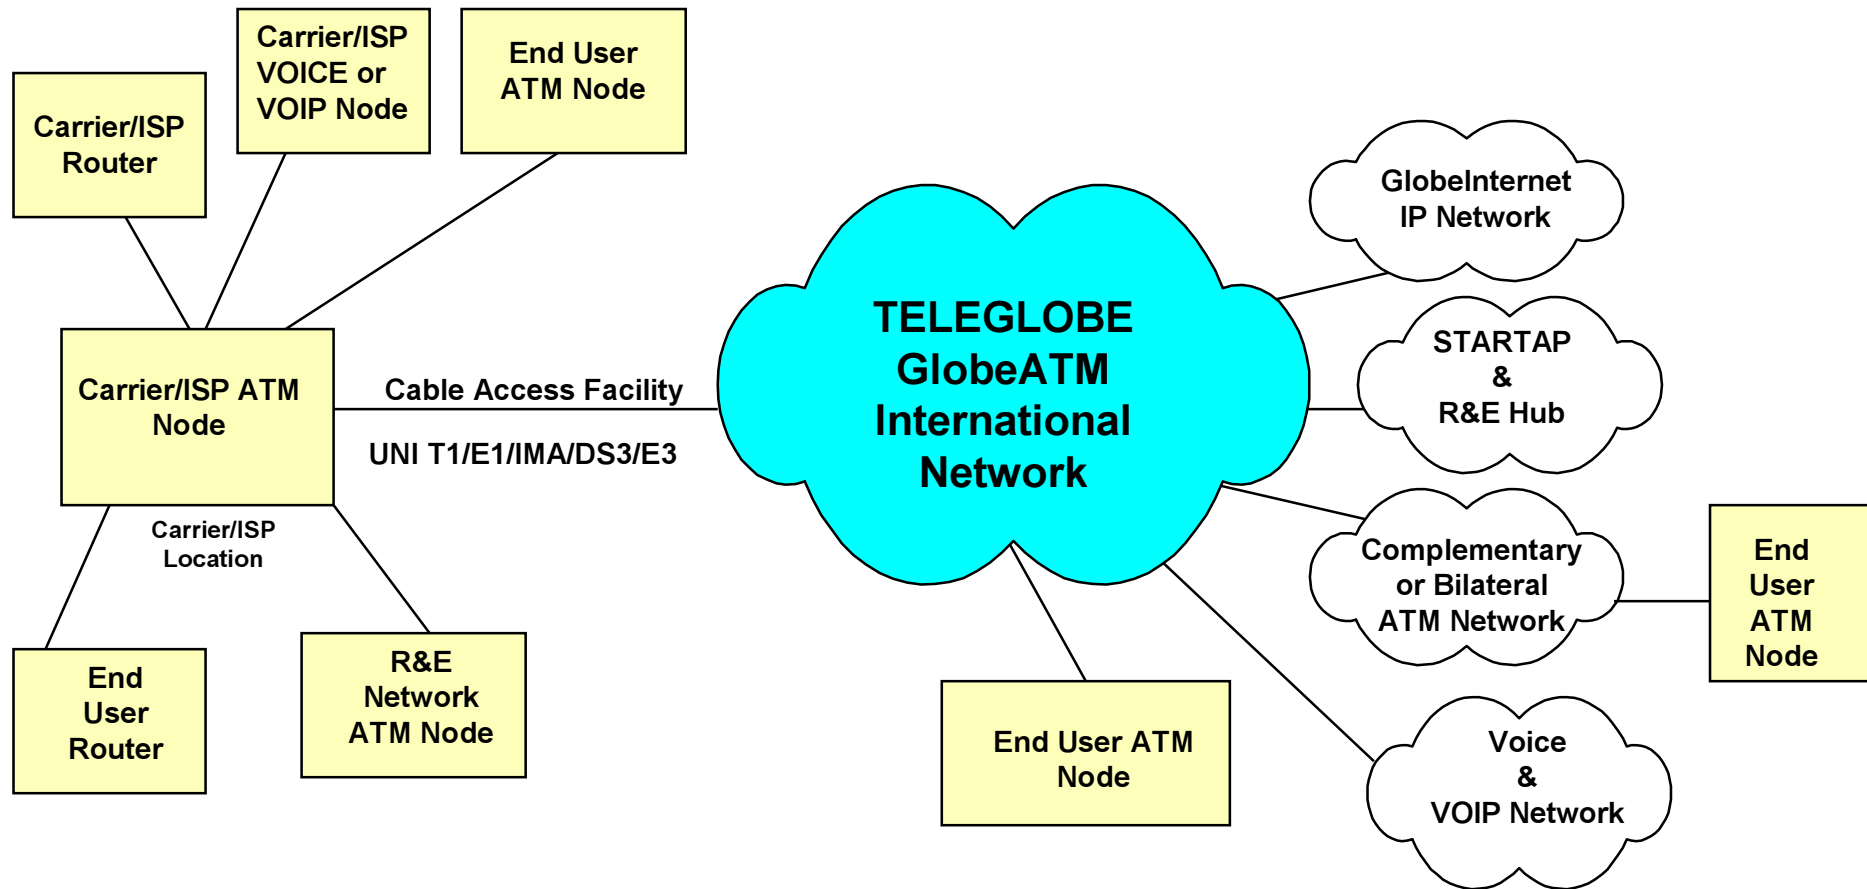 Carrier/ISP
VOICE or
VOIP Node
End User
ATM Node
Carrier/ISP
Router
GlobeInternet
IP Network
TELEGLOBE
GlobeATM
International
Network
STARTAP
&
R&E Hub
Carrier/ISP ATM
Node
Cable Access Facility
UNI T1/E1/IMA/DS3/E3
Carrier/ISP
Location
Complementary
or Bilateral
ATM Network
End
User
ATM
Node
End
User
Router
R&E
Network
ATM Node
End User ATM
Node
Voice
&
VOIP Network